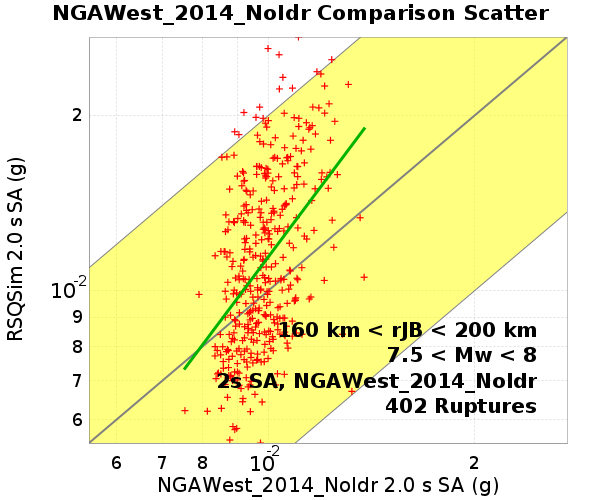 NGAWest_2014_NoIdr Comparison Scatter
RSQSim 2.0 s SA (g)
2
10-2
9
8
7
6
160 km < rJB < 200 km
7.5 < Mw < 8
2s SA, NGAWest_2014_NoIdr
402 Ruptures
6 7 8 10-2 2
NGAWest_2014_NoIdr 2.0 s SA (g)